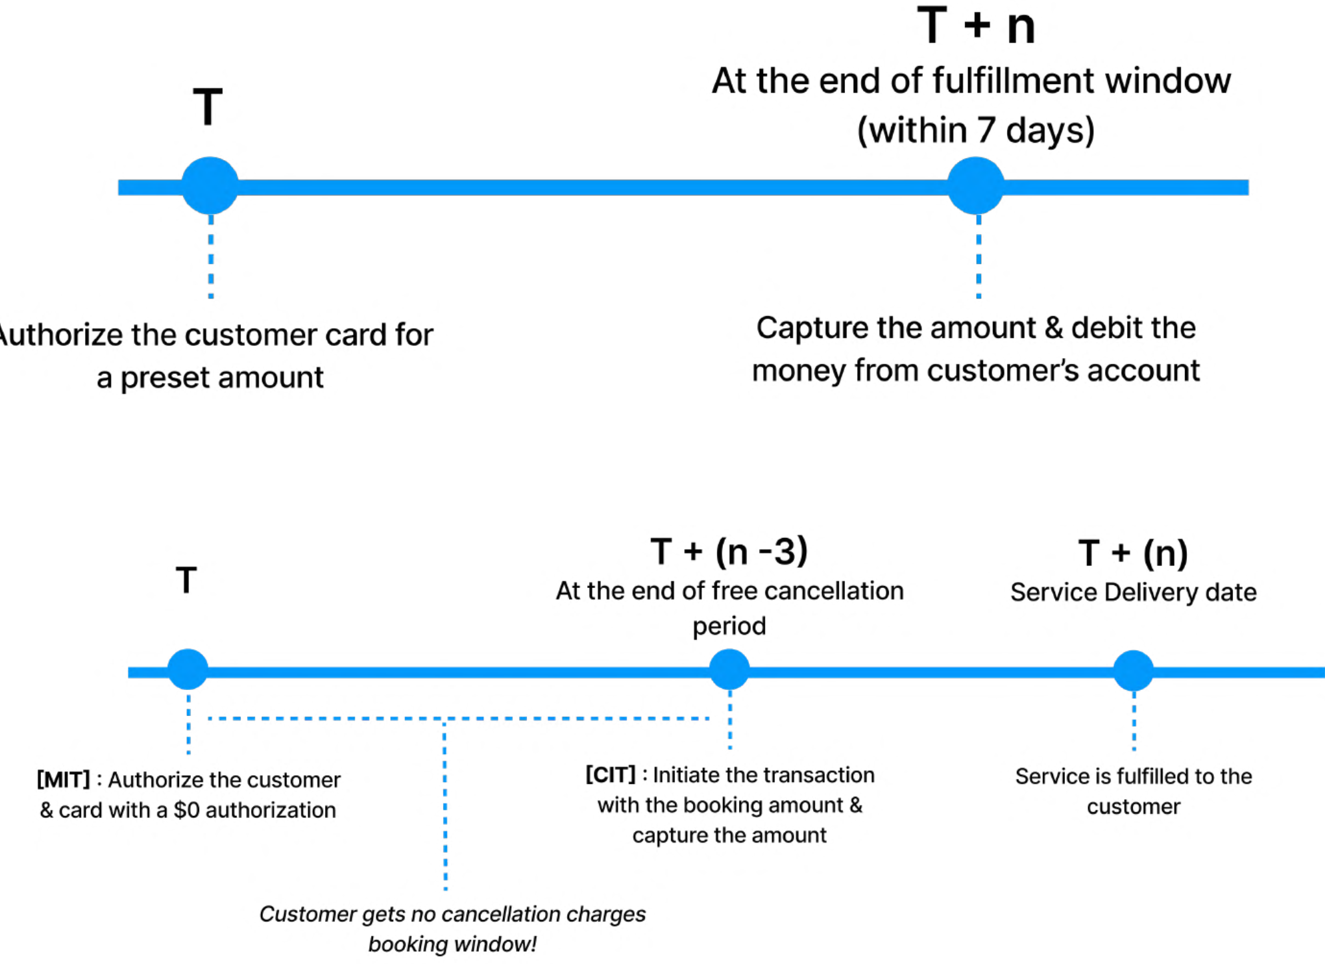 T
T + n
At the end of fulfillment window
(within 7 days)
Authorize the customer card for
a preset amount
Capture the amount & debit the
money from customer's account
T
T + (n -3)
At the end of free cancellation
period
T + (n)
Service Delivery date
[MIT] : Authorize the customer
& card with a $0 authorization
[CIT] : Initiate the transaction
with the booking amount &
capture the amount
Service is fulfilled to the
customer
Customer gets no cancellation charges
booking window!